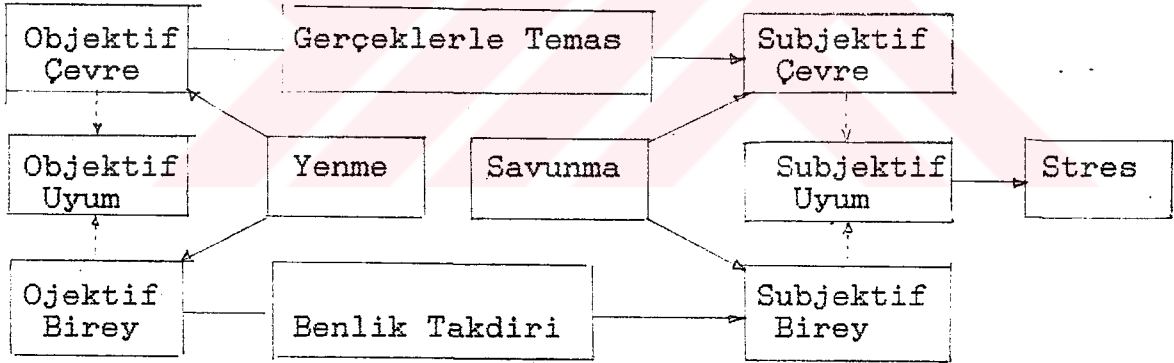 Objektif
Çevre
Gerçeklerle Temas
Subjektif
Çevre
Objektif
Uyum
Yenme
Savunma
Subjektif
Uyum
Stres
Ojektif
Birey
Benlik Takdiri
Subjektif
Birey